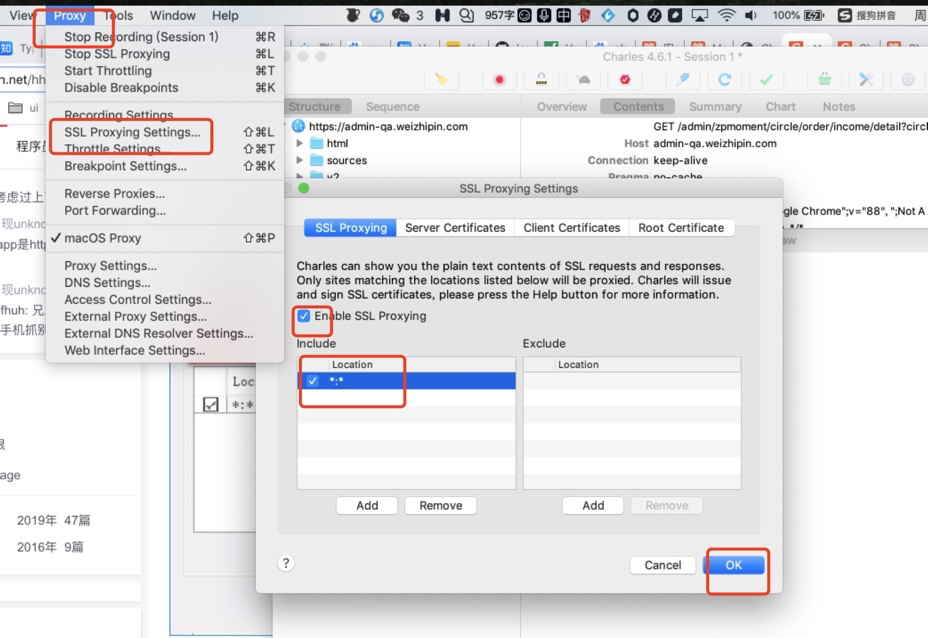 View Proxy Tools Window Help
3
957字
中
100%
S 搜狗拼音
周
Stop Recording (Session 1) ⌘R
Stop SSL Proxying ⌘L
Start Throttling ⌘T
Disable Breakpoints ⌘K
Recording Settings...
SSL Proxying Settings... ⇧⌘L
Throttle Settings... ⇧⌘T
Breakpoint Settings... ⇧⌘K
Reverse Proxies...
Port Forwarding...
✓ macOS Proxy ⇧⌘P
Proxy Settings...
DNS Settings...
Access Control Settings...
External Proxy Settings...
External DNS Resolver Settings...
Web Interface Settings...
知
n.net/hh
ui
程序员
考虑过上
现unkno
app是http
现unkno
fhuh: 兄
手机抓别
age
2019年 47篇
2016年 9篇
Loc
*:*
Charles 4.6.1 - Session 1 *
Structure Sequence
Overview Contents Summary Chart Notes
https://admin-qa.weizhipin.com
html
sources
v2
GET /admin/zpmoment/circle/order/income/detail?circl
Host admin-qa.weizhipin.com
Connection keep-alive
Pragma no-cache
gle Chrome";v="88", ";Not A
SSL Proxying Settings
SSL Proxying Server Certificates Client Certificates Root Certificate
Charles can show you the plain text contents of SSL requests and responses.
Only sites matching the locations listed below will be proxied. Charles will issue
and sign SSL certificates, please press the Help button for more information.
Enable SSL Proxying
Include Exclude
Location Location
*:*
Add Remove Add Remove
? Cancel OK